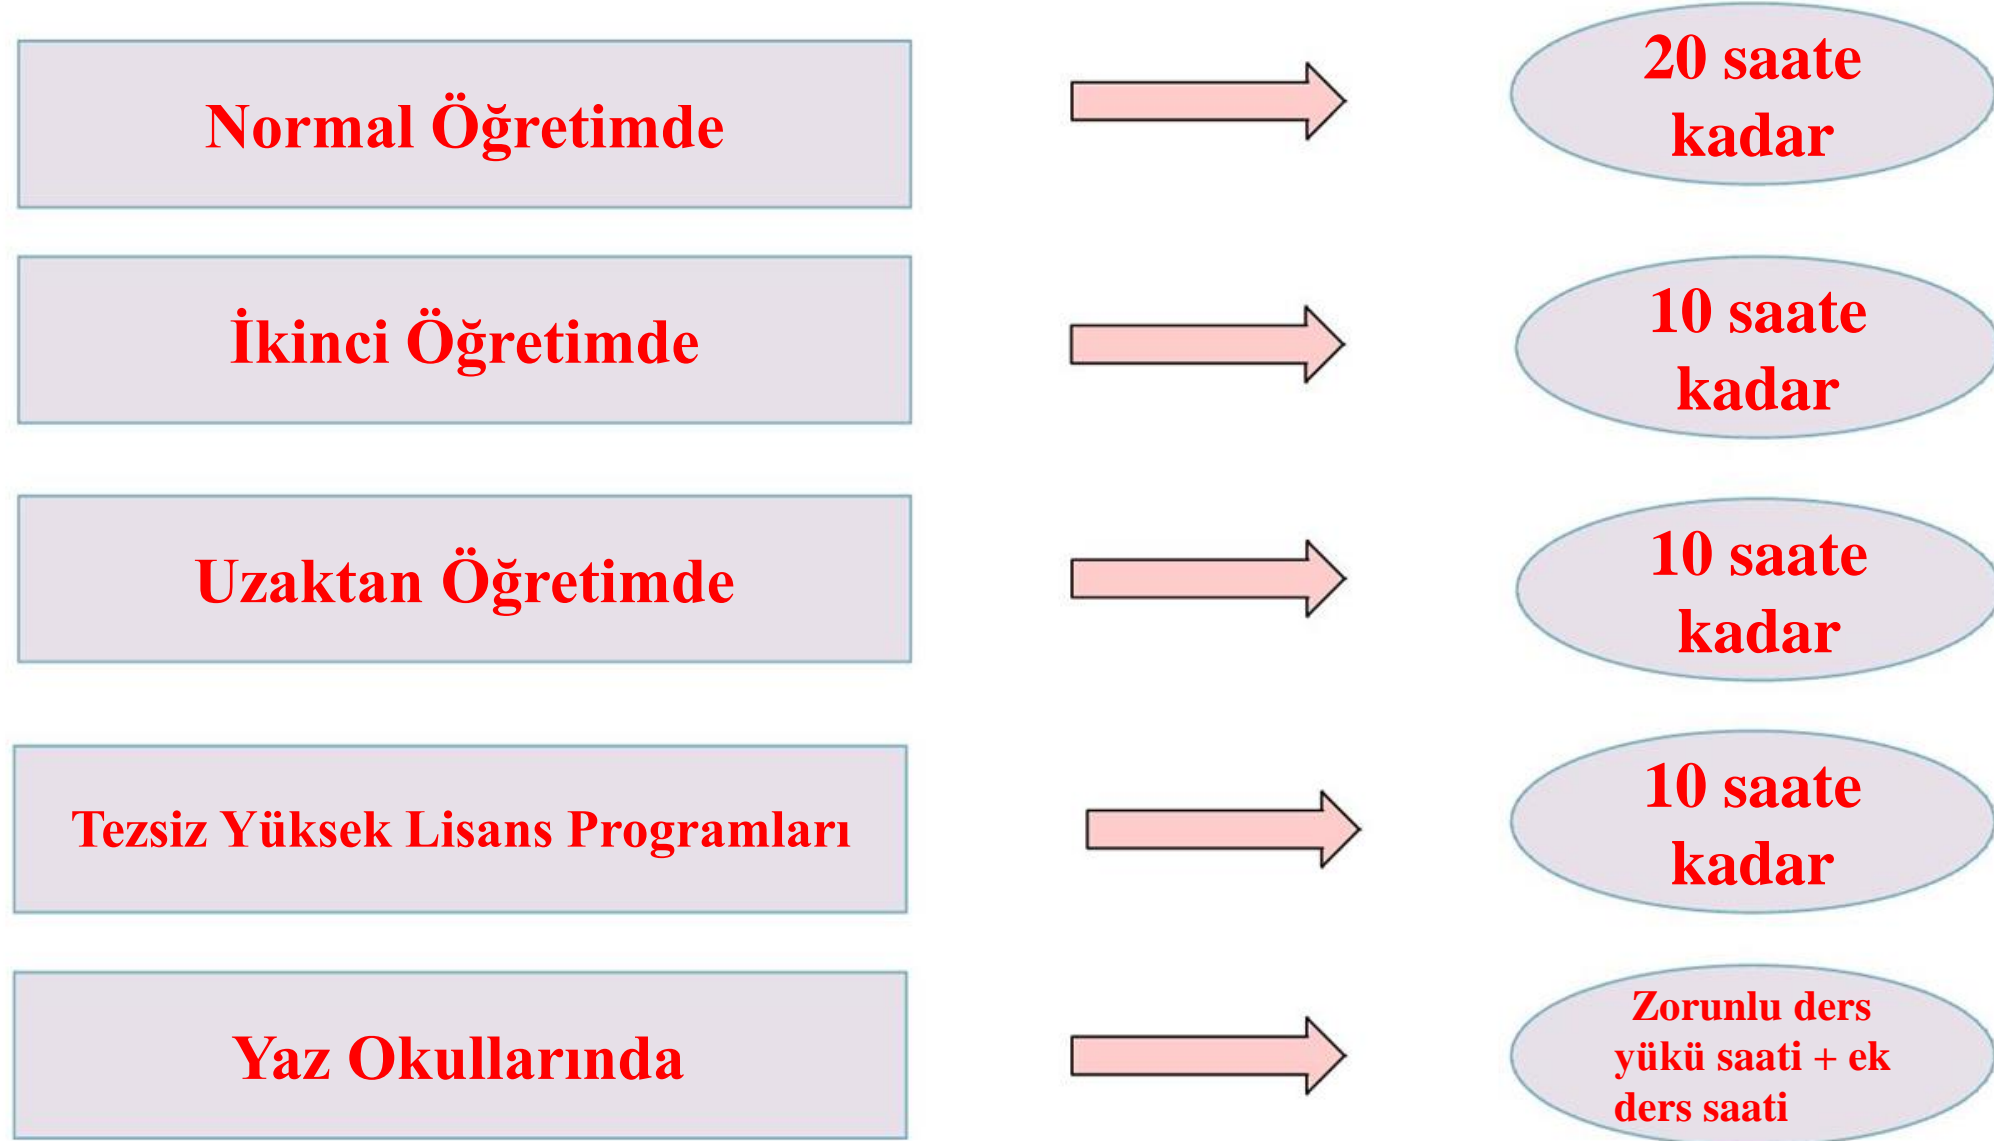 Normal Öğretimde
20 saate
kadar
İkinci Öğretimde
10 saate
kadar
Uzaktan Öğretimde
10 saate
kadar
Tezsiz Yüksek Lisans Programları
10 saate
kadar
Yaz Okullarında
Zorunlu ders
yükü saati + ek
ders saati